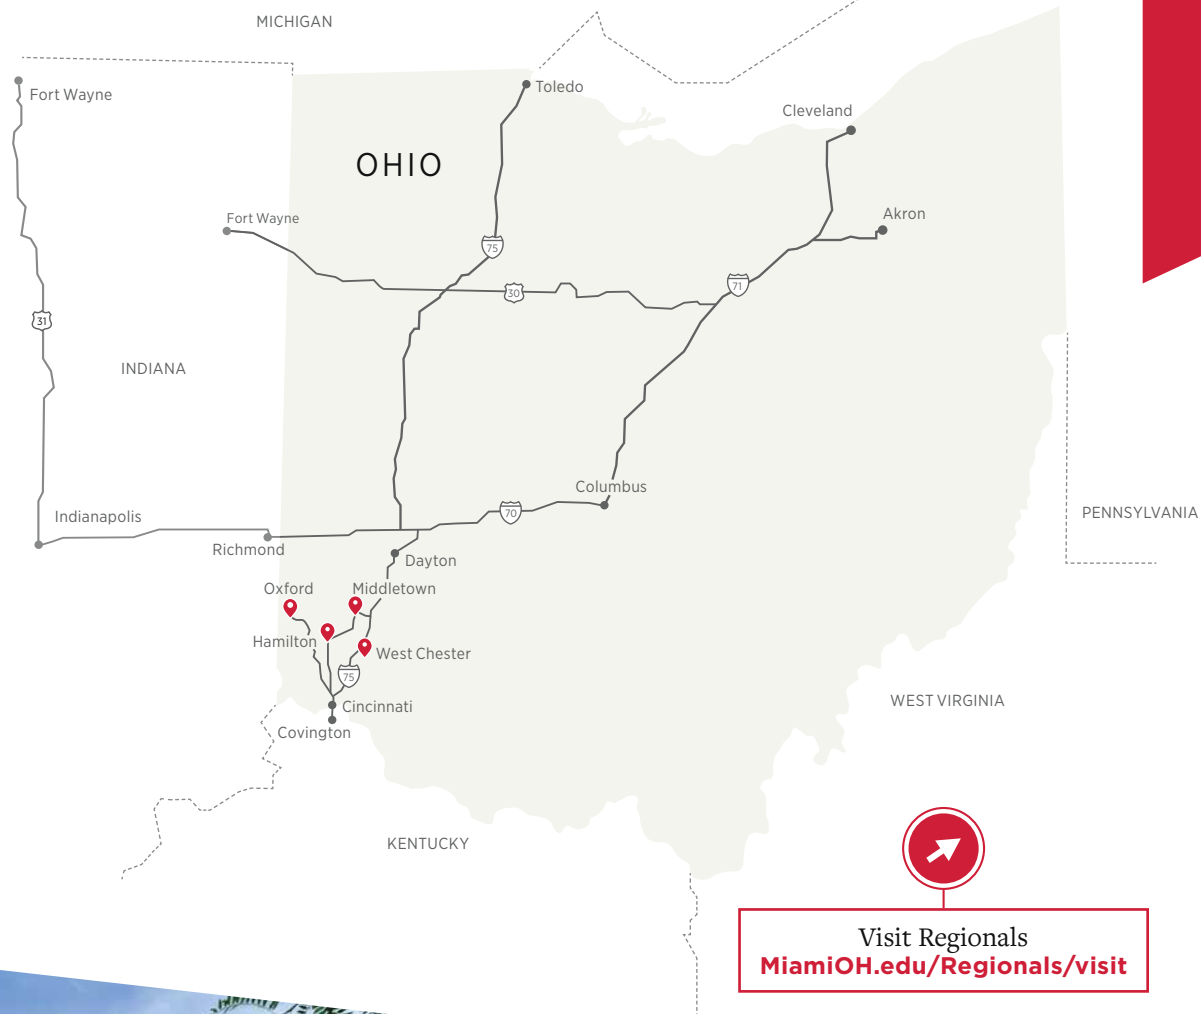 MICHIGAN
Toledo
Fort Wayne
Cleveland
OHIO
Akron
Fort Wayne
75
71
30
31
INDIANA
Columbus
70
Indianapolis
PENNSYLVANIA
Richmond
Dayton
Oxford
Middletown
Hamilton
West Chester
75
WEST VIRGINIA
Cincinnati
Covington
KENTUCKY
Visit Regionals
MiamiOH.edu/Regionals/visit